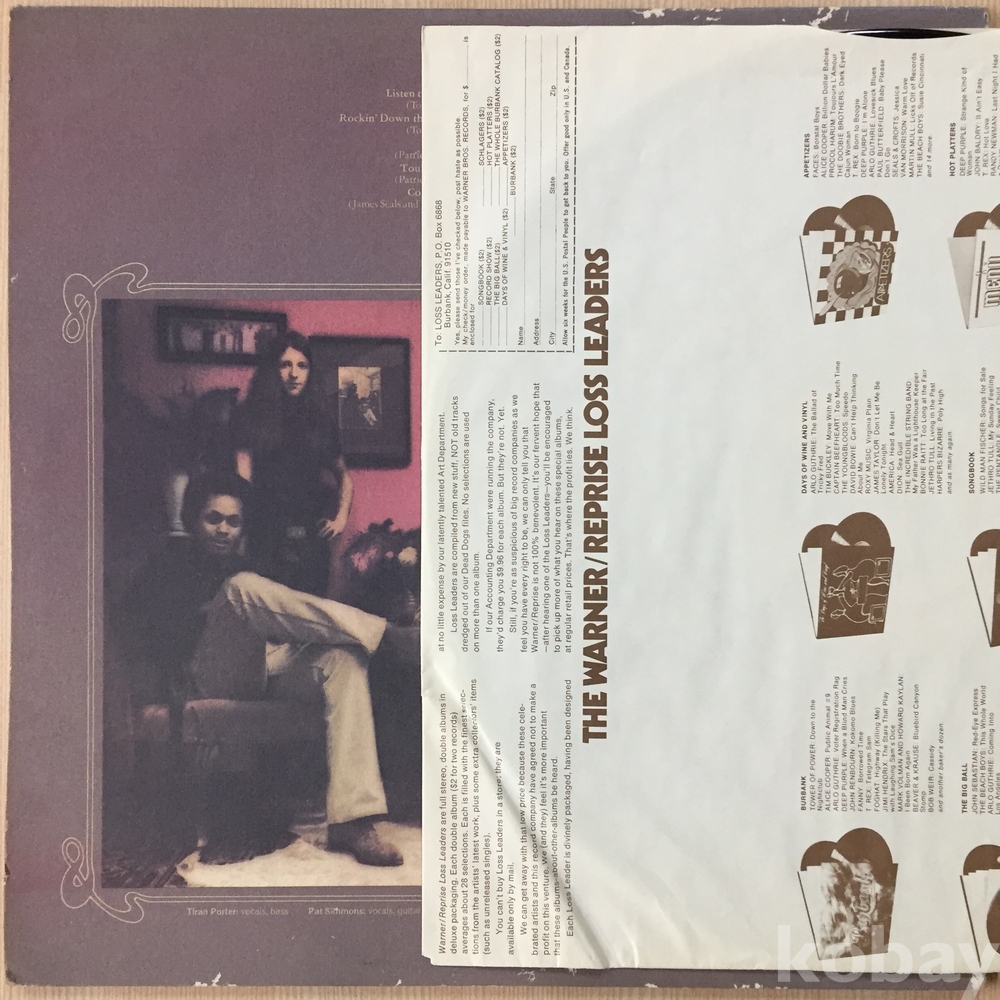 Listen
Rockin' Down th
(Patric
Tou
(Patric
Co
(James Seals and
Tiran Porter: vocals, bass
Pat Simmons: vocals, guita
Warner/Reprise Loss Leaders are full stereo, double albums in
deluxe packaging. Each double album ($2 for two records)
averages about 28 selections. Each is filled with the finest selec-
tions from the artists' latest work, plus some extra collectors' items
(such as unreleased singles).
You can't buy Loss Leaders in a store; they are
available only by mail.
We can get away with that low price because these cele-
brated artists and this record company have agreed not to make a
profit on this venture. We (and they) feel it's more important
that these albums-about-other-albums be heard.
Each Loss Leader is divinely packaged, having been designed
at no little expense by our latently talented Art Department.
Loss Leaders are compiled from new stuff, NOT old tracks
dredged out of our Dead Dogs files. No selections are used
on more than one album.
If our Accounting Department were running the company,
they'd charge you $9.96 for each album. But they're not. Yet.
Still, if you're as suspicious of big record companies as we
feel you have every right to be, we can only tell you that
Warner/Reprise is not 100% benevolent. It's our fervent hope that
—after hearing one of the Loss Leaders—you'll be encouraged
to pick up more of what you hear on these special albums,
at regular retail prices. That's where the profit lies. We think.
To: LOSS LEADERS, P.O. Box 6868
Burbank, Calif. 91510
Yes, please send those I've checked below, post haste as possible.
My check/money order, made payable to WARNER BROS. RECORDS, for $ is
enclosed for
SONGBOOK ($2) SCHLAGERS ($2)
RECORD SHOW ($2) HOT PLATTERS ($2)
THE BIG BALL ($2) THE WHOLE BURBANK CATALOG ($2)
DAYS OF WINE & VINYL ($2) APPETIZERS ($2)
BURBANK ($2)
Name
Address
City State Zip
Allow six weeks for the U.S. Postal People to get back to you. Offer good only in U.S. and Canada.
THE WARNER/REPRISE LOSS LEADERS
BURBANK
TOWER OF POWER: Down to the
Nightclub
ALICE COOPER: Public Animal #9
ARLO GUTHRIE: Voter Registration Rag
DEEP PURPLE: When a Blind Man Cries
JOHN RENBOURN: Kokomo Blues
FANNY: Borrowed Time
T. REX: Telegram Sam
FOGHAT: Highway (Killing Me)
JIMI HENDRIX: The Stars That Play
with Laughing Sam's Dice
MARK VOLMAN AND HOWARD KAYLAN:
I Been Born Again
BEAVER & KRAUSE: Bluebird Canyon
Stomp
BOB WEIR: Cassidy
and another baker's dozen
DAYS OF WINE AND VINYL
ARLO GUTHRIE: The Ballad of
Tricky Fred
TIM BUCKLEY: Move With Me
CAPTAIN BEEFHEART: Too Much Time
THE YOUNGBLOODS: Speedo
DAVID BOWIE: Can't Help Thinking
About Me
ROXY MUSIC: Virginia Plain
JAMES TAYLOR: Don't Let Me Be
Lonely Tonight
AMERICA: Head & Heart
DION: Sea Gull
THE INCREDIBLE STRING BAND:
My Father Was a Lighthouse Keeper
BONNIE RAITT: Too Long at the Fair
JETHRO TULL: Living in the Past
HARPERS BIZARRE: Poly High
and as many again
APPETIZERS
FACES: Borstal Boys
ALICE COOPER: Billion Dollar Babies
PROCOL HARUM: Toujours L'Amour
THE DOOBIE BROTHERS: Dark Eyed
Cajun Woman
T. REX: Born to Boogie
DEEP PURPLE: I'm Alone
ARLO GUTHRIE: Lovesick Blues
PAUL BUTTERFIELD: Baby Please
Don't Go
SEALS & CROFTS: Jessica
VAN MORRISON: Warm Love
MARTIN MULL: Licks Off of Records
THE BEACH BOYS: Susie Cincinnati
and 14 more
THE BIG BALL
JOHN SEBASTIAN: Red-Eye Express
THE BEACH BOYS: This Whole World
ARLO GUTHRIE: Coming Into
Los Angeles
SONGBOOK
WILD MAN FISCHER: Songs for Sale
JETHRO TULL: My Sunday Feeling
HOT PLATTERS
DEEP PURPLE: Strange Kind of
Woman
JOHN BALDRY: It Ain't Easy
T. REX: Hot Love
RANDY NEWMAN: Last Night I Had
APPETIZERS
MENU
Burbank
kobay